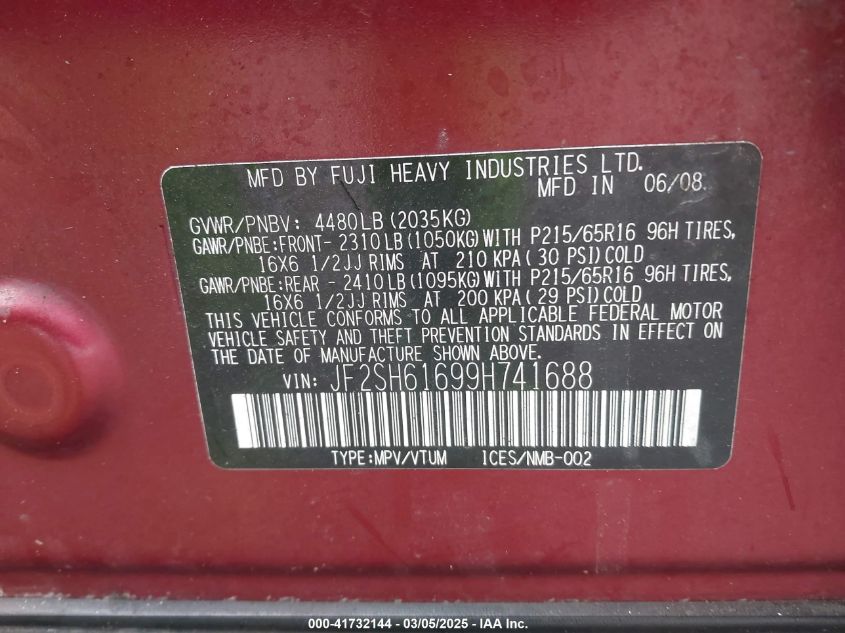 MFD BY FUJI HEAVY INDUSTRIES LTD.
MFD IN 06/08
GVWR/PNBV: 4480LB (2035KG)
GAWR/PNBE:FRONT- 2310LB (1050KG) WITH P215/65R16 96H TIRES,
16X6 1/2JJ RIMS AT 210 KPA (30 PSI) COLD
GAWR/PNBE:REAR - 2410LB (1095KG) WITH P215/65R16 96H TIRES,
16X6 1/2JJ RIMS AT 200 KPA (29 PSI) COLD
THIS VEHICLE CONFORMS TO ALL APPLICABLE FEDERAL MOTOR
VEHICLE SAFETY AND THEFT PREVENTION STANDARDS IN EFFECT ON
THE DATE OF MANUFACTURE SHOWN ABOVE.
VIN: JF2SH61699H741688
TYPE:MPV/VTUM ICES/NMB-002
000-41732144 - 03/05/2025 - IAA Inc.